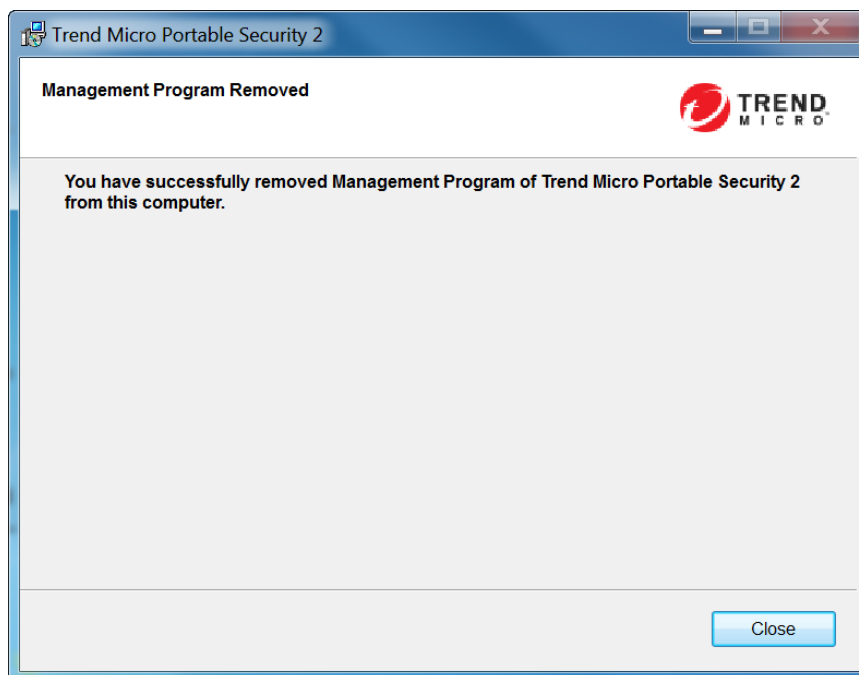 Trend Micro Portable Security 2
Management Program Removed
TREND
MICRO
You have successfully removed Management Program of Trend Micro Portable Security 2
from this computer.
Close